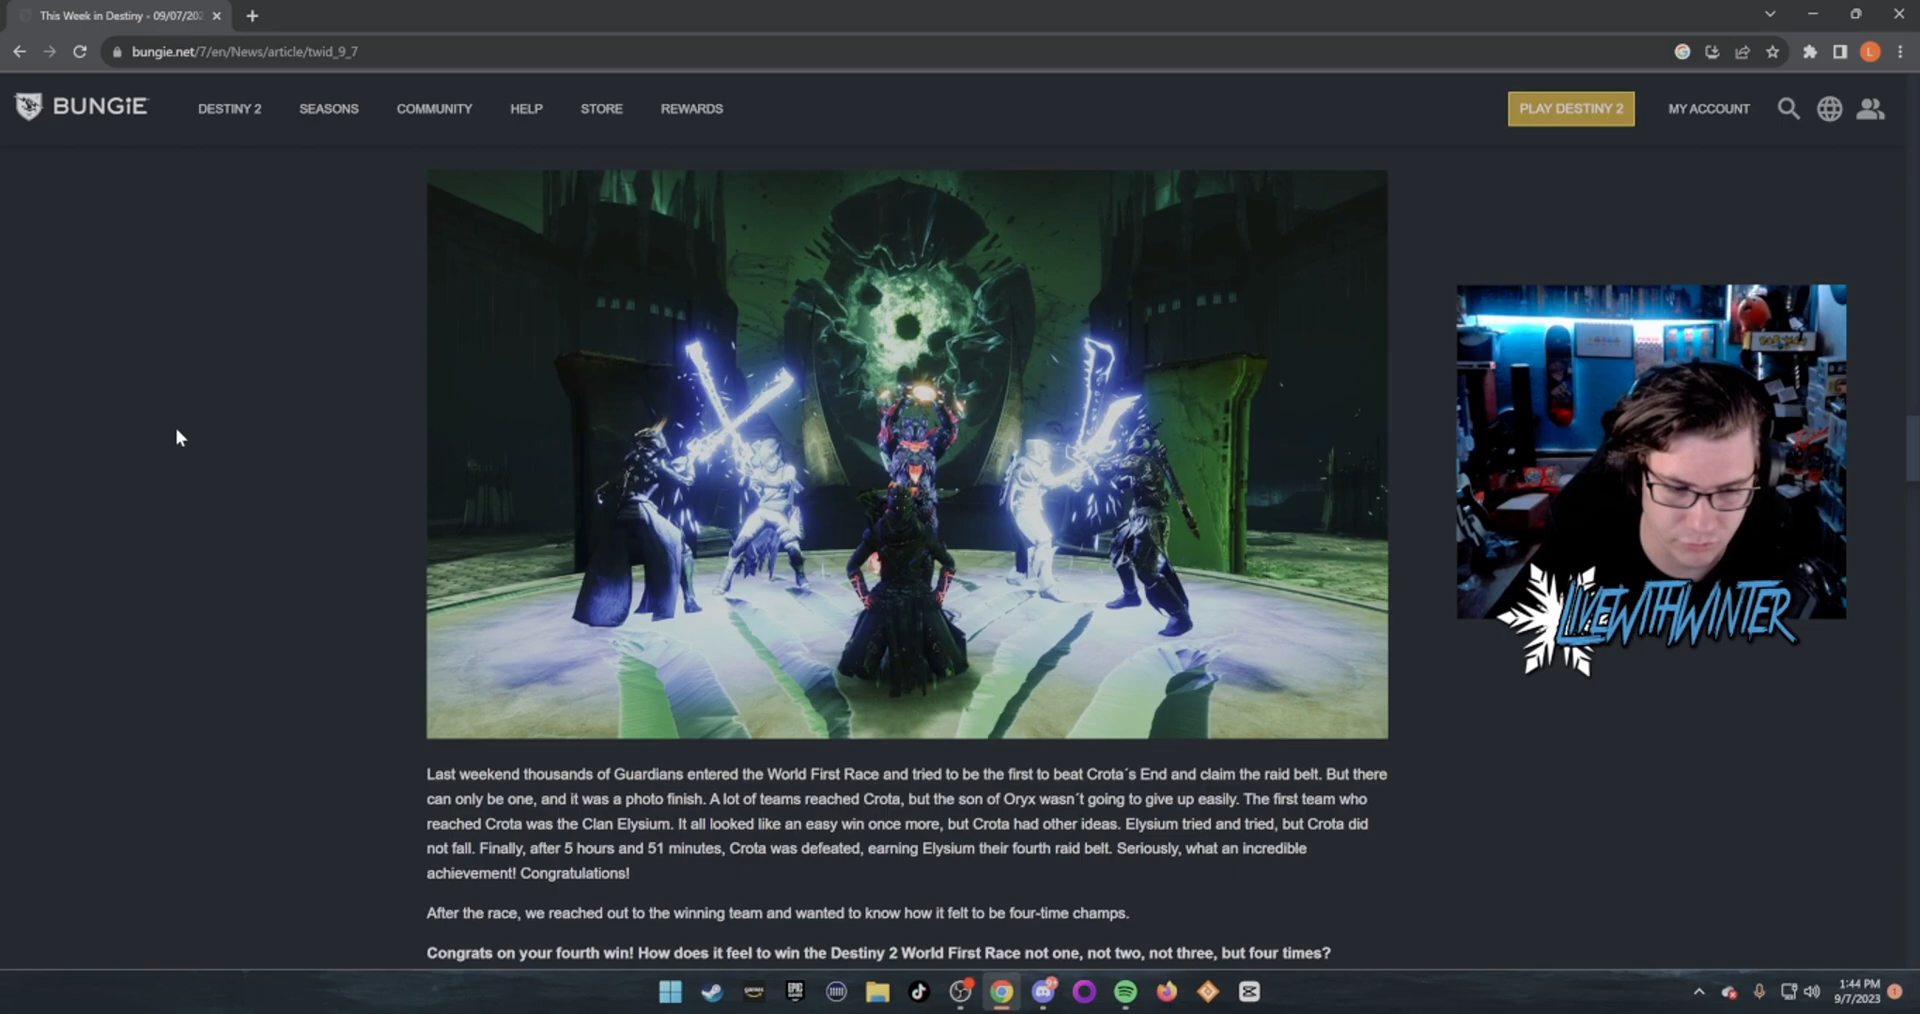 This Week in Destiny - 09/07/202
bungie.net/7/en/News/article/twid_9_7
L
BUNGiE
DESTINY 2
SEASONS
COMMUNITY
HELP
STORE
REWARDS
PLAY DESTINY 2
MY ACCOUNT
LIVEWITHWINTER
Last weekend thousands of Guardians entered the World First Race and tried to be the first to beat Crota´s End and claim the raid belt. But there
can only be one, and it was a photo finish. A lot of teams reached Crota, but the son of Oryx wasn´t going to give up easily. The first team who
reached Crota was the Clan Elysium. It all looked like an easy win once more, but Crota had other ideas. Elysium tried and tried, but Crota did
not fall. Finally, after 5 hours and 51 minutes, Crota was defeated, earning Elysium their fourth raid belt. Seriously, what an incredible
achievement! Congratulations!
After the race, we reached out to the winning team and wanted to know how it felt to be four-time champs.
Congrats on your fourth win! How does it feel to win the Destiny 2 World First Race not one, not two, not three, but four times?
games
EPIC
1:44 PM
9/7/2023
1